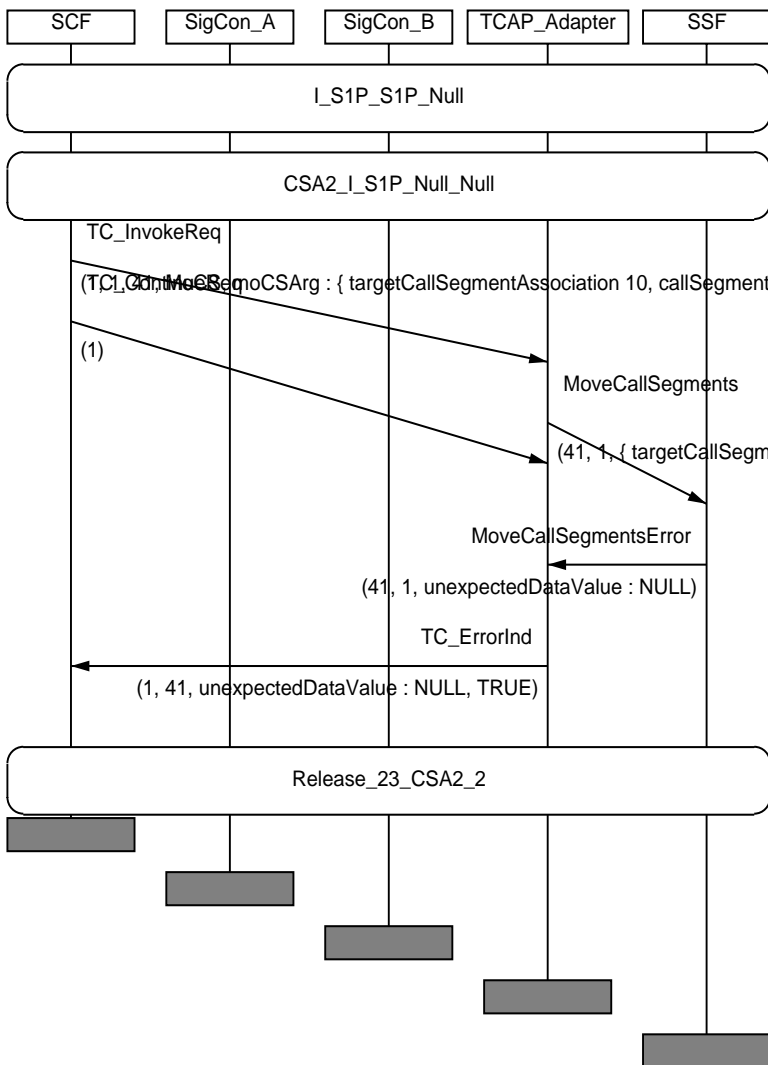 SCF SigCon_A SigCon_B TCAP_Adapter SSF
I_S1P_S1P_Null
CSA2_I_S1P_Null_Null
TC_InvokeReq
TC_ContinueReq
: { targetCallSegmentAssociation 10, callSegment
(1)
MoveCallSegments
(41, 1, { targetCallSegm
MoveCallSegmentsError
(41, 1, unexpectedDataValue : NULL)
TC_ErrorInd
(1, 41, unexpectedDataValue : NULL, TRUE)
Release_23_CSA2_2